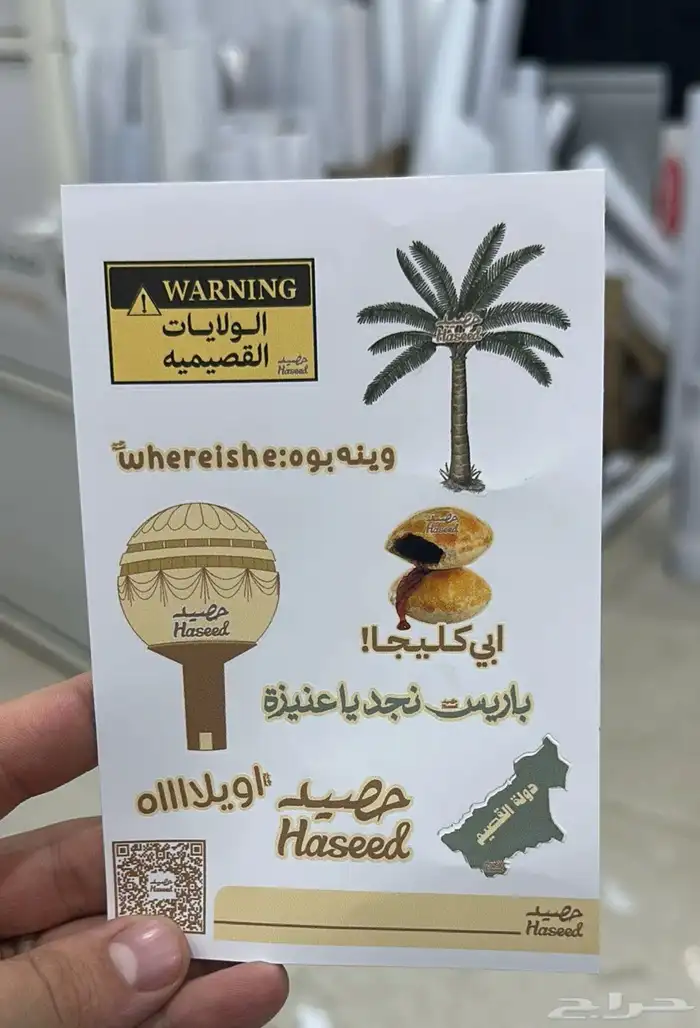 WARNING
الولايات
القصيميه
حصيد
Haseed
حصيد
Haseed
وينه بوه:whereishe
حصيد
Haseed
حصيد
Haseed
ابي كليجا!
باريس نجد يا عنيزة
اويلاااه
حصيد
Haseed
دولة القصيم
حصيد
Haseed
حراج